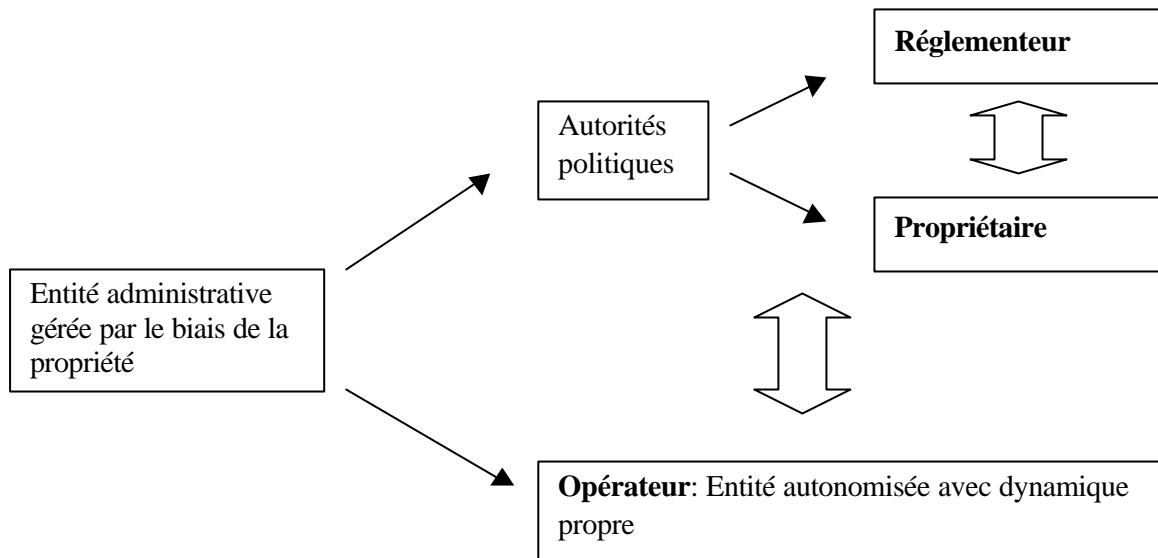 Réglementeur
Autorités
politiques
Propriétaire
Entité administrative
gérée par le biais de la
propriété
Opérateur: Entité autonomisée avec dynamique
propre